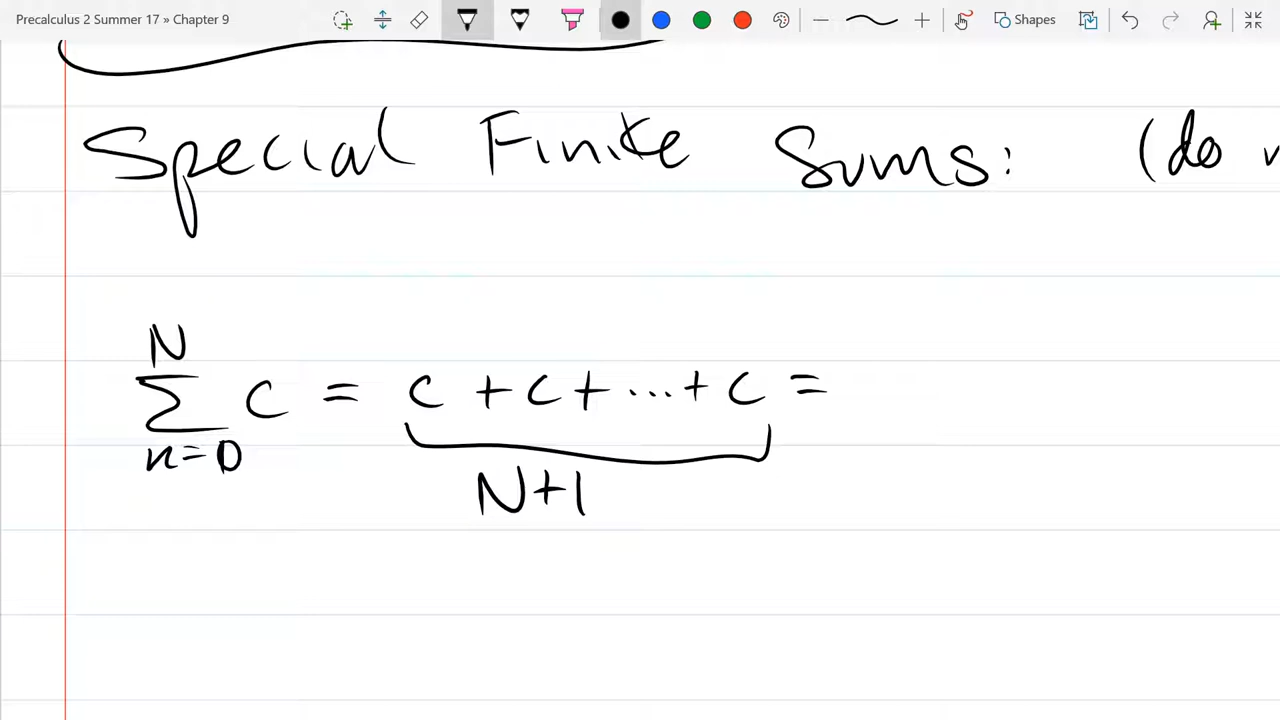 Precalculus 2 Summer 17 » Chapter 9
Shapes
Special Finite Sums: (do
N
∑ c = c + c + ... + c =
n=0
N+1